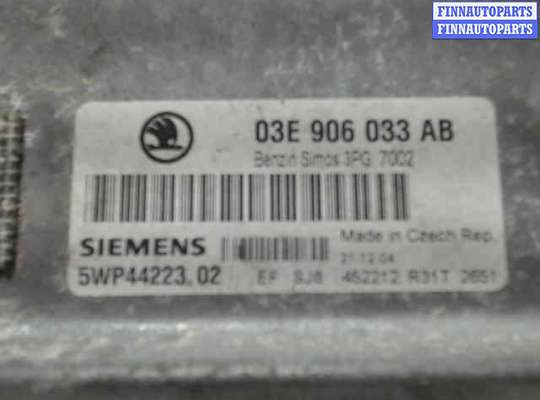 FINNAUTOPARTS
FINNAUTOPARTS
03E 906 033 AB
Benzin Simos 3PG 7002
SIEMENS
Made in Czech Rep.
21.12.04
5WP44223.02
EF SJ8 452212 R31T 2651